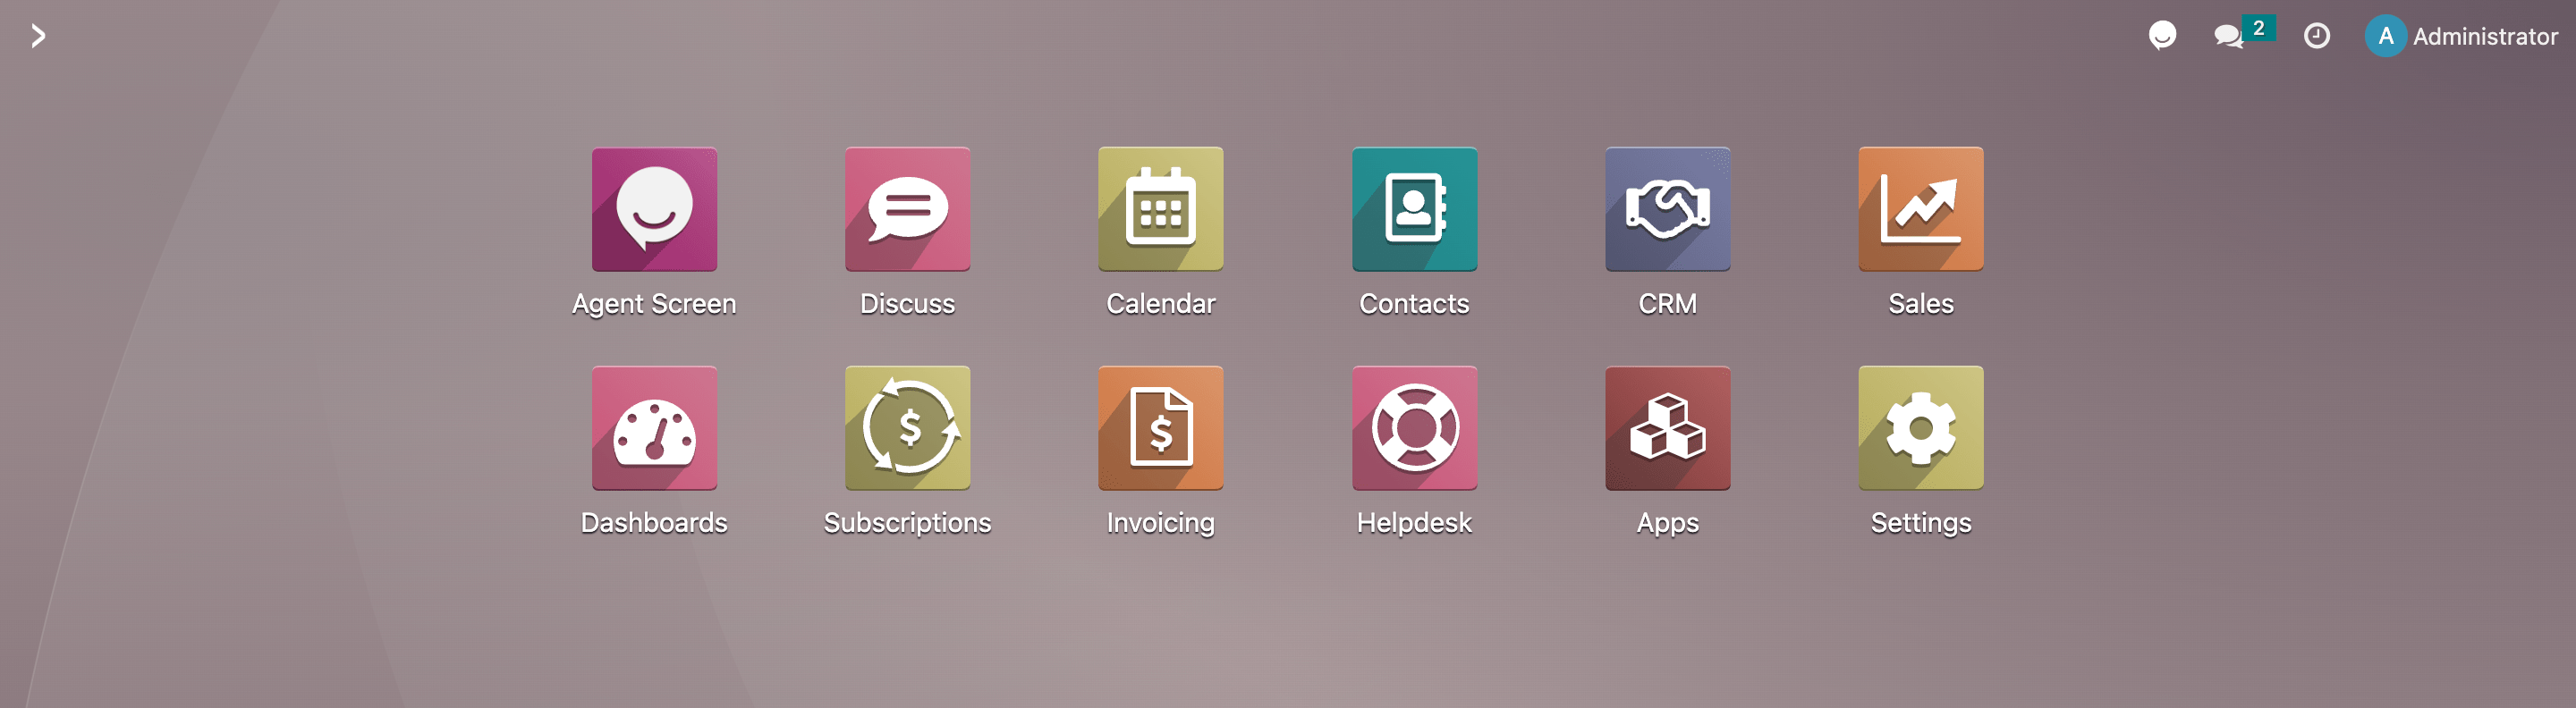 2
A Administrator
Agent Screen
Discuss
Calendar
Contacts
CRM
Sales
$
$
Dashboards
Subscriptions
Invoicing
Helpdesk
Apps
Settings